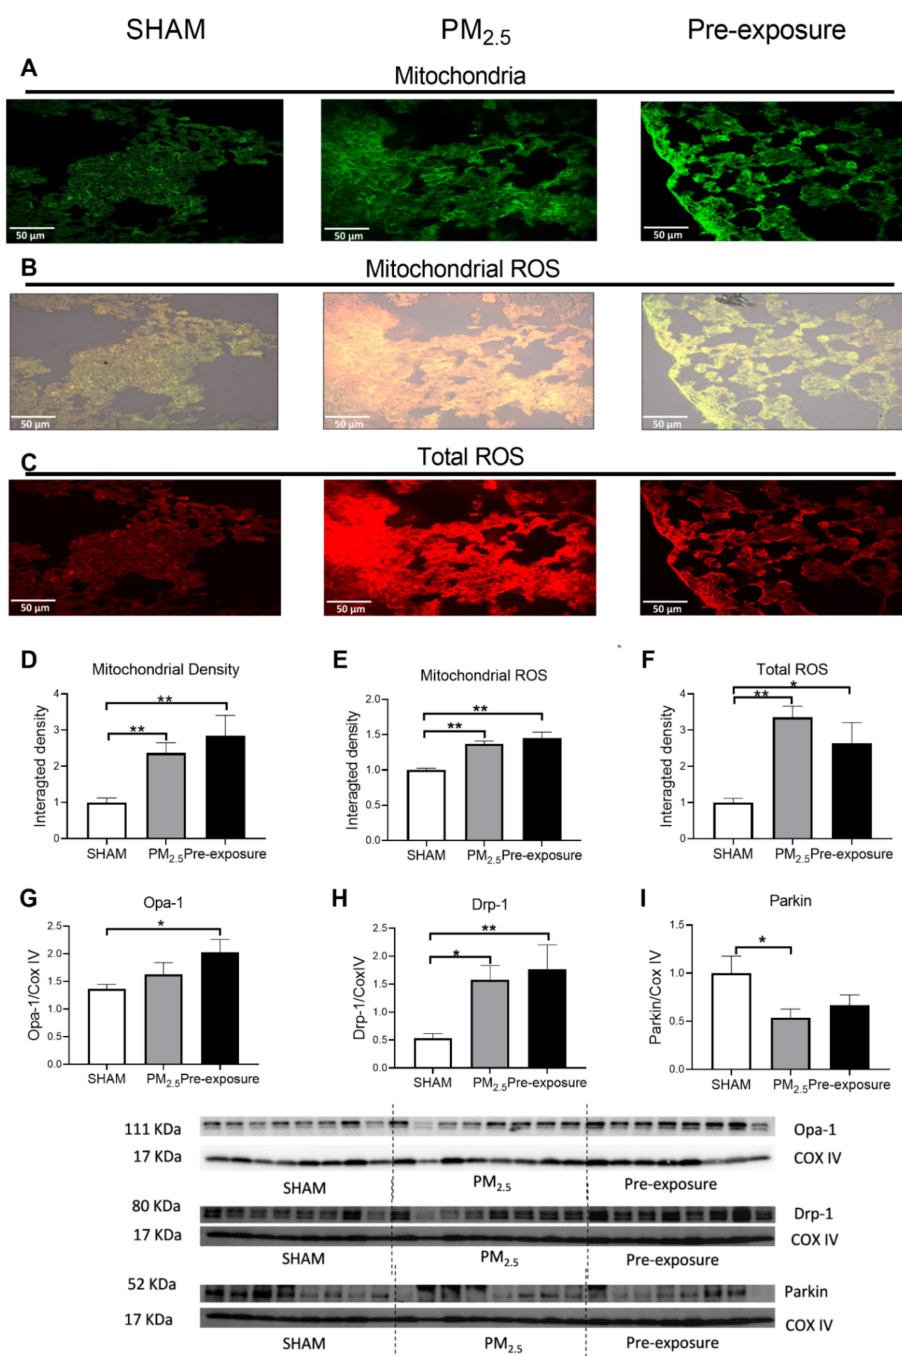 SHAM PM2.5 Pre-exposure
A
Mitochondria
50 µm 50 µm 50 µm
B
Mitochondrial ROS
50 µm 50 µm 50 µm
C
Total ROS
50 µm 50 µm 50 µm
D
Mitochondrial Density
Interagted density
4
3
2
1
0
**
**
SHAM PM2.5 Pre-exposure
E
Mitochondrial ROS
Interagted density
2.0
1.5
1.0
0.5
0.0
**
**
SHAM PM2.5 Pre-exposure
F
Total ROS
Interagted density
4
3
2
1
0
*
**
SHAM PM2.5 Pre-exposure
G
Opa-1
Opa-1/Cox IV
2.5
2.0
1.5
1.0
0.5
0.0
*
SHAM PM2.5 Pre-exposure
H
Drp-1
Drp-1/CoxIV
2.5
2.0
1.5
1.0
0.5
0.0
**
*
SHAM PM2.5 Pre-exposure
I
Parkin
Parkin/Cox IV
1.5
1.0
0.5
0.0
*
SHAM PM2.5 Pre-exposure
111 KDa Opa-1
17 KDa COX IV
SHAM PM2.5 Pre-exposure
80 KDa Drp-1
17 KDa COX IV
SHAM PM2.5 Pre-exposure
52 KDa Parkin
17 KDa COX IV
SHAM PM2.5 Pre-exposure